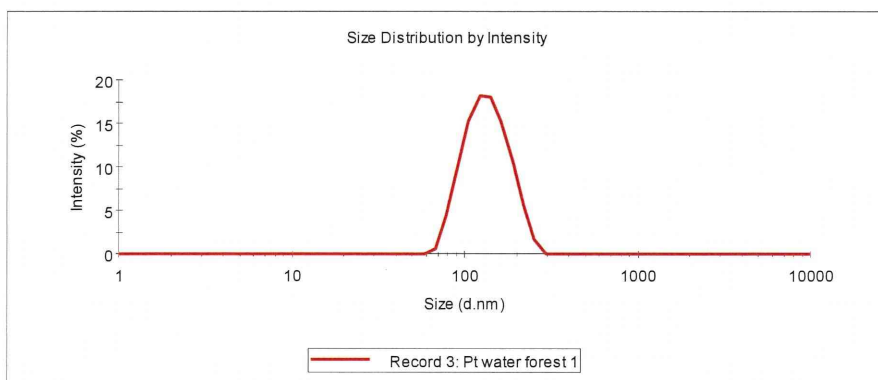 Size Distribution by Intensity
20
15
10
5
0
Intensity (%)
1 10 100 1000 10000
Size (d.nm)
Record 3: Pt water forest 1